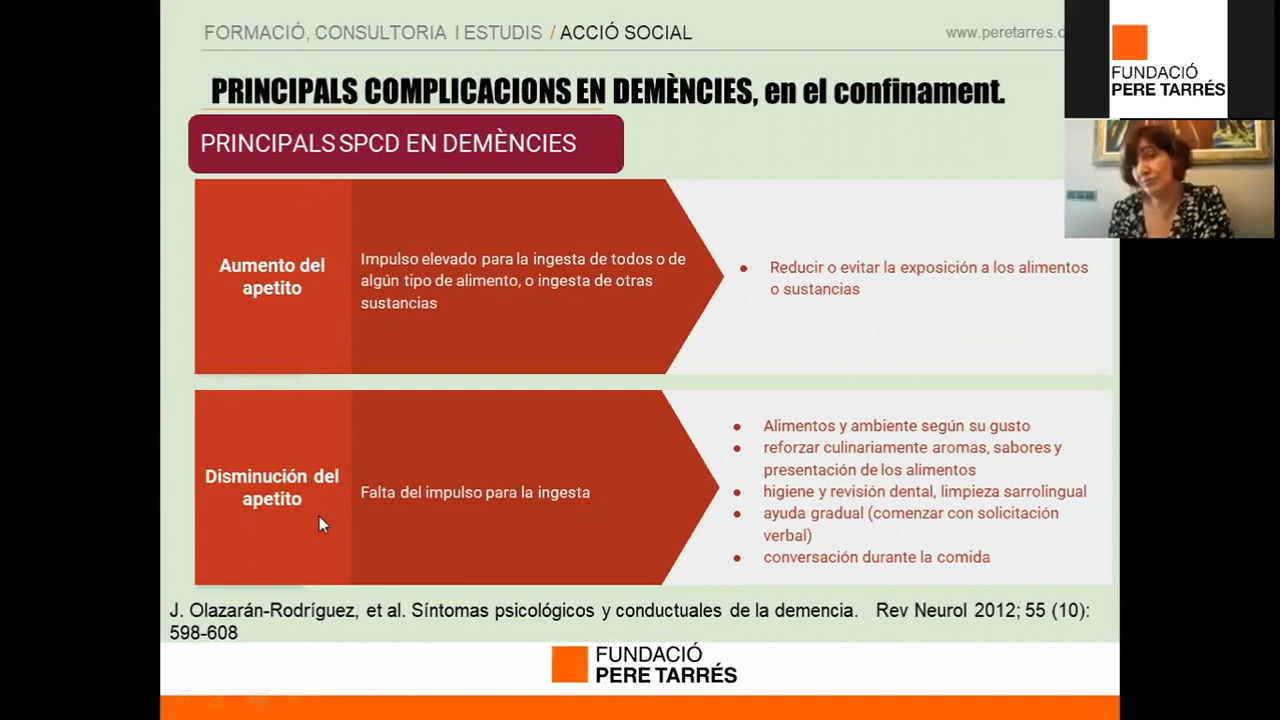 FORMACIÓ, CONSULTORIA I ESTUDIS / ACCIÓ SOCIAL
www.peretarres.
FUNDACIÓ
PERE TARRÉS
PRINCIPALS COMPLICACIONS EN DEMÈNCIES, en el confinament.
PRINCIPALS SPCD EN DEMÈNCIES
Aumento del
apetito
Impulso elevado para la ingesta de todos o de
algún tipo de alimento, o ingesta de otras
sustancias
● Reducir o evitar la exposición a los alimentos
o sustancias
Disminución del
apetito
Falta del impulso para la ingesta
● Alimentos y ambiente según su gusto
● reforzar culinariamente aromas, sabores y
presentación de los alimentos
● higiene y revisión dental, limpieza sarrolingual
● ayuda gradual (comenzar con solicitación
verbal)
● conversación durante la comida
J. Olazarán-Rodríguez, et al. Síntomas psicológicos y conductuales de la demencia. Rev Neurol 2012; 55 (10):
598-608
FUNDACIÓ
PERE TARRÉS